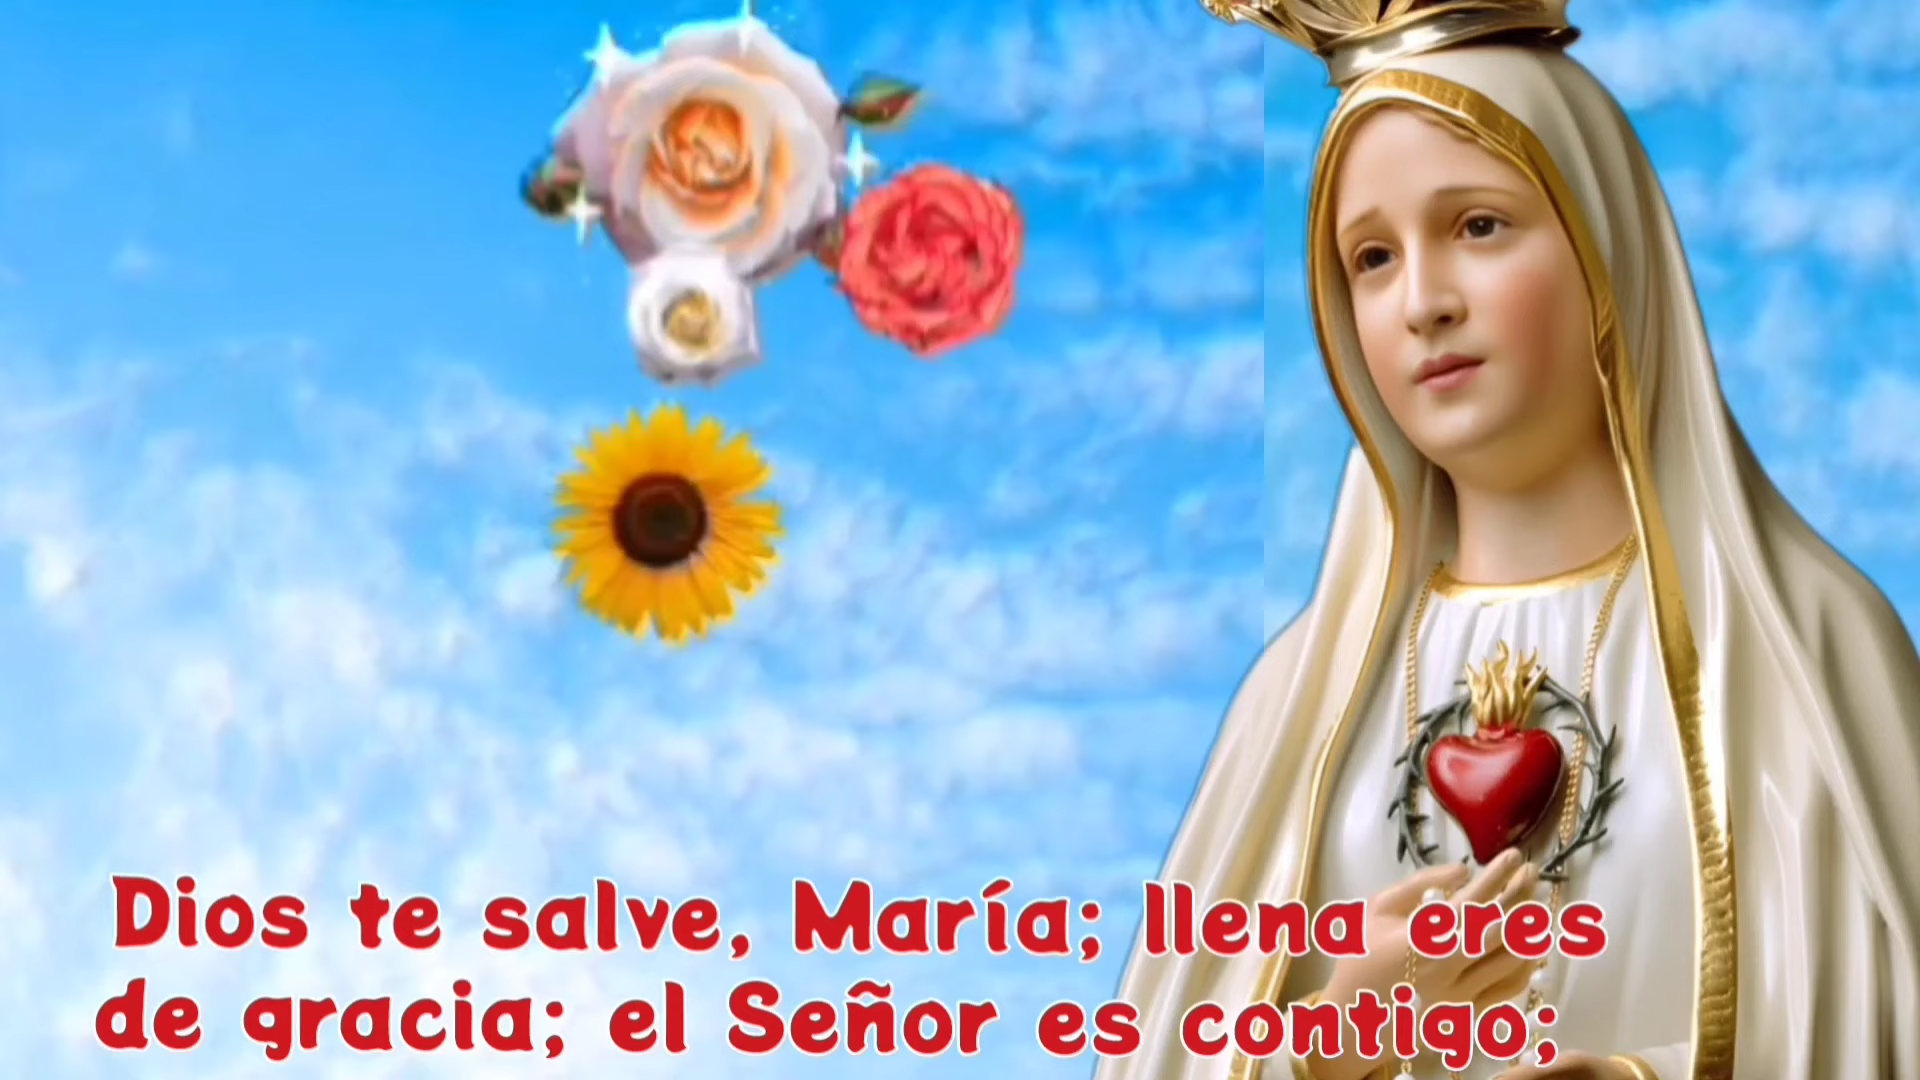 Dios te salve, María; llena eres
de gracia; el Señor es contigo;